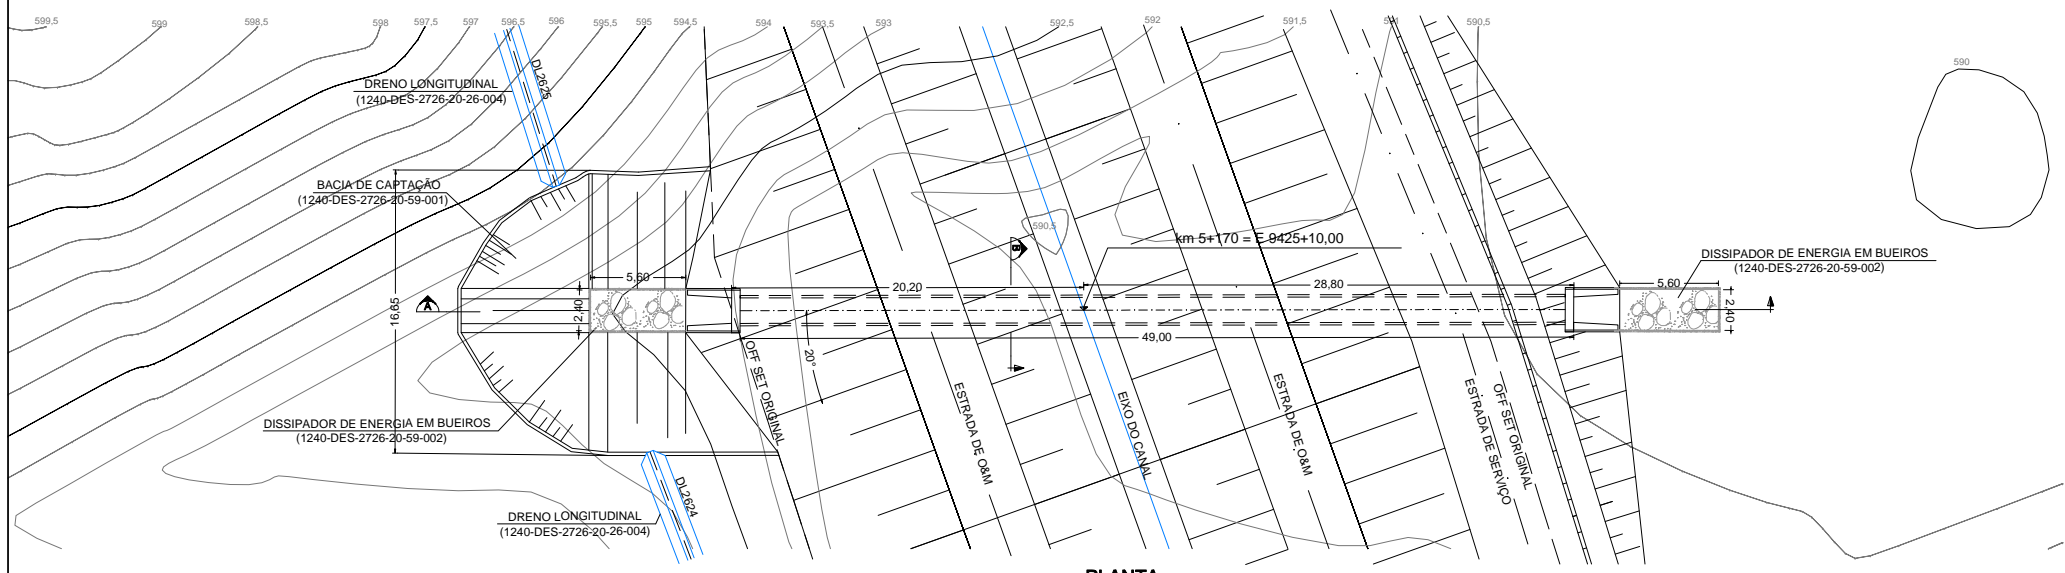 599,5
599
598,5
598
597,5
597
596,5
596
595,5
595
594,5
594
593,5
593
592,5
592
591,5
591
590,5
590
DRENO LONGITUDINAL
(1240-DES-2726-20-26-004)
DL2625
BACIA DE CAPTAÇÃO
(1240-DES-2726-20-59-001)
590,5
B
km 5+170 = E 9425+10,00
DISSIPADOR DE ENERGIA EM BUEIROS
(1240-DES-2726-20-59-002)
5,60
20,20
28,80
5,60
A
16,65
2,40
2,40
49,00
20°
OFF SET ORIGINAL
ESTRADA DE O&M
EIXO DO CANAL
ESTRADA DE O&M
ESTRADA DE SERVIÇO
OFF SET ORIGINAL
DISSIPADOR DE ENERGIA EM BUEIROS
(1240-DES-2726-20-59-002)
DL2624
DRENO LONGITUDINAL
(1240-DES-2726-20-26-004)
PLANTA